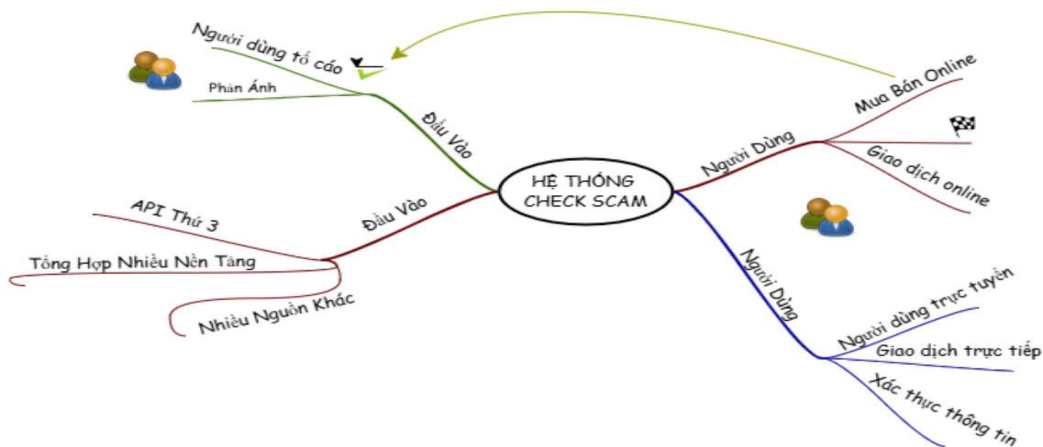 Người dùng tố cáo
Phản Ánh
Đầu Vào
Mua Bán Online
Người Dùng
Giao dịch online
HỆ THỐNG
CHECK SCAM
API Thứ 3
Đầu Vào
Tổng Hợp Nhiều Nền Tảng
Nhiều Nguồn Khác
Người Dùng
Người dùng trực tuyến
Giao dịch trực tiếp
Xác thực thông tin